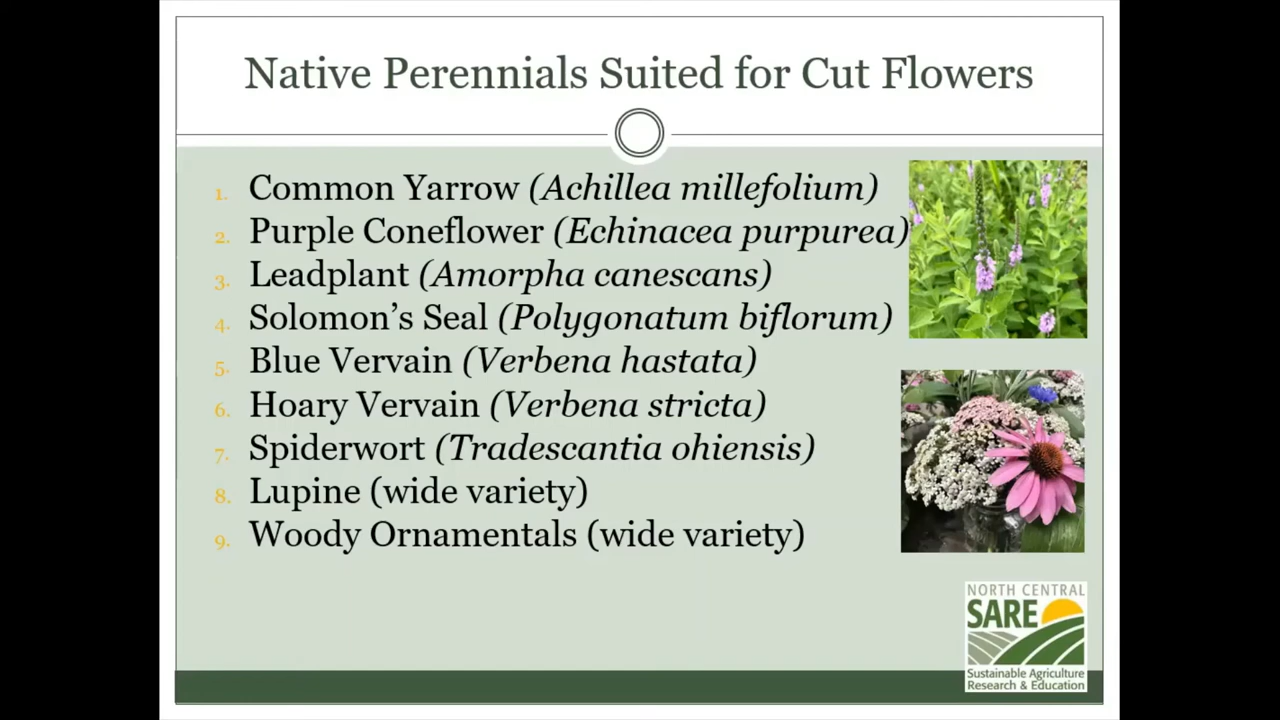 Native Perennials Suited for Cut Flowers
1. Common Yarrow (Achillea millefolium)
2. Purple Coneflower (Echinacea purpurea)
3. Leadplant (Amorpha canescans)
4. Solomon’s Seal (Polygonatum biflorum)
5. Blue Vervain (Verbena hastata)
6. Hoary Vervain (Verbena stricta)
7. Spiderwort (Tradescantia ohiensis)
8. Lupine (wide variety)
9. Woody Ornamentals (wide variety)
NORTH CENTRAL
SARE
Sustainable Agriculture
Research & Education